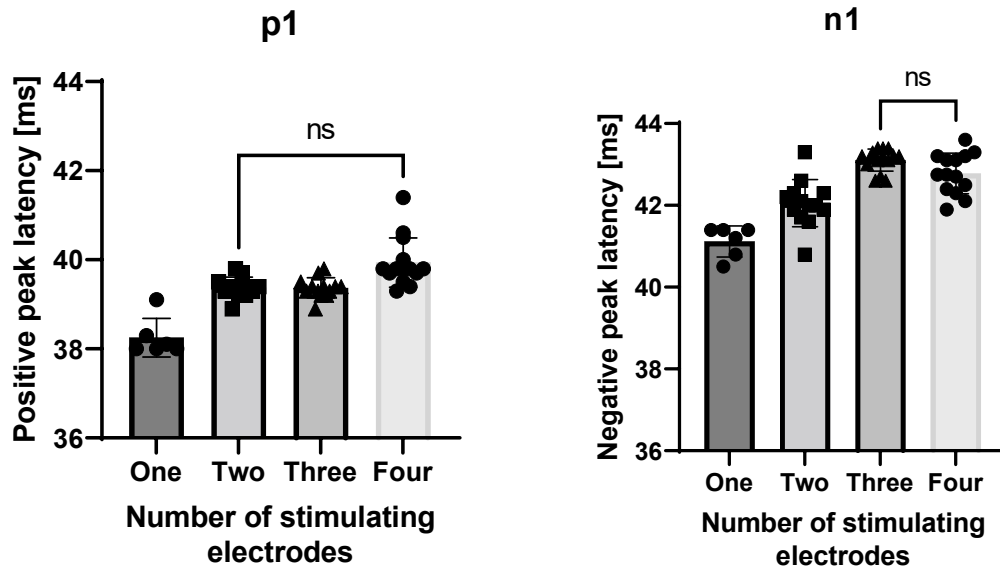 p1
Positive peak latency [ms]
44
42
40
38
36
ns
One Two Three Four
Number of stimulating
electrodes
n1
Negative peak latency [ms]
44
42
40
38
36
ns
One Two Three Four
Number of stimulating
electrodes